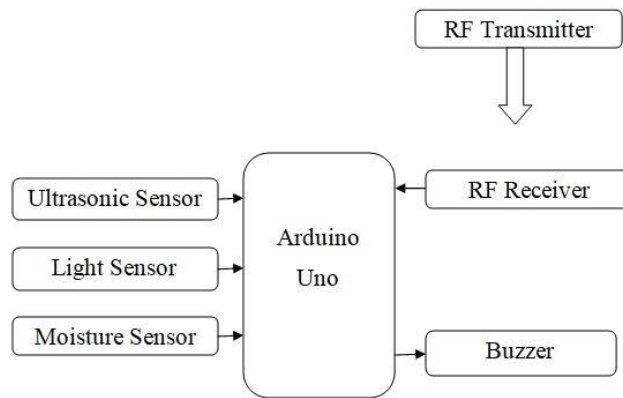 RF Transmitter
Ultrasonic Sensor
Light Sensor
Moisture Sensor
Arduino
Uno
RF Receiver
Buzzer